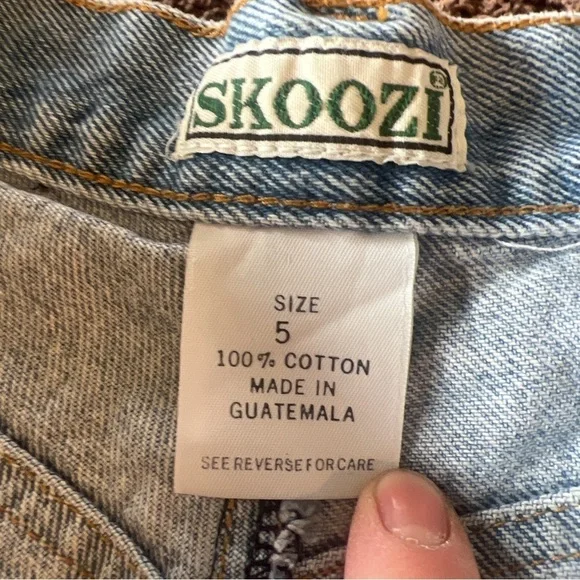 SKOOZI®
SIZE
5
100% COTTON
MADE IN
GUATEMALA
SEE REVERSE FOR CARE